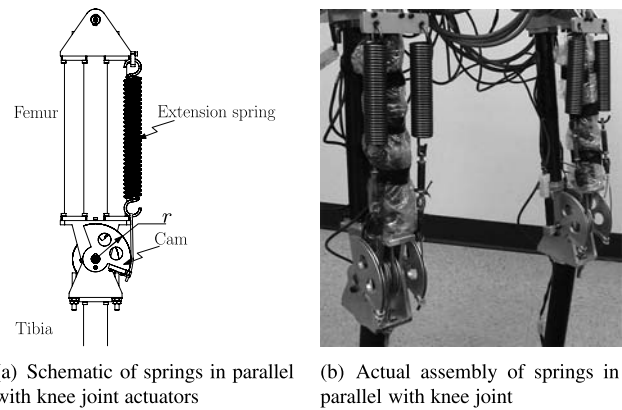 Femur
Extension spring
r
Cam
Tibia
(a) Schematic of springs in parallel
with knee joint actuators
(b) Actual assembly of springs in
parallel with knee joint